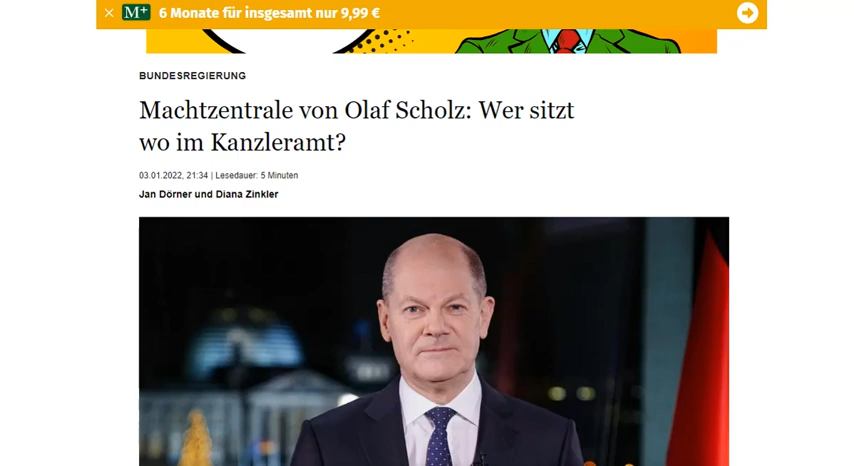 × M+ 6 Monate für insgesamt nur 9,99 €
BUNDESREGIERUNG
Machtzentrale von Olaf Scholz: Wer sitzt
wo im Kanzleramt?
03.01.2022, 21:34 | Lesedauer: 5 Minuten
Jan Dörner und Diana Zinkler